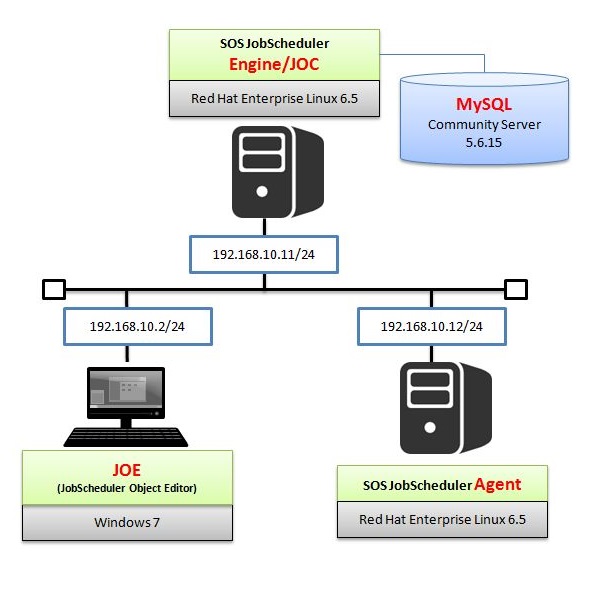 SOS JobScheduler
Engine/JOC
Red Hat Enterprise Linux 6.5
MySQL
Community Server
5.6.15
192.168.10.11/24
192.168.10.2/24
192.168.10.12/24
JOE
(JobScheduler Object Editor)
Windows 7
SOS JobScheduler Agent
Red Hat Enterprise Linux 6.5